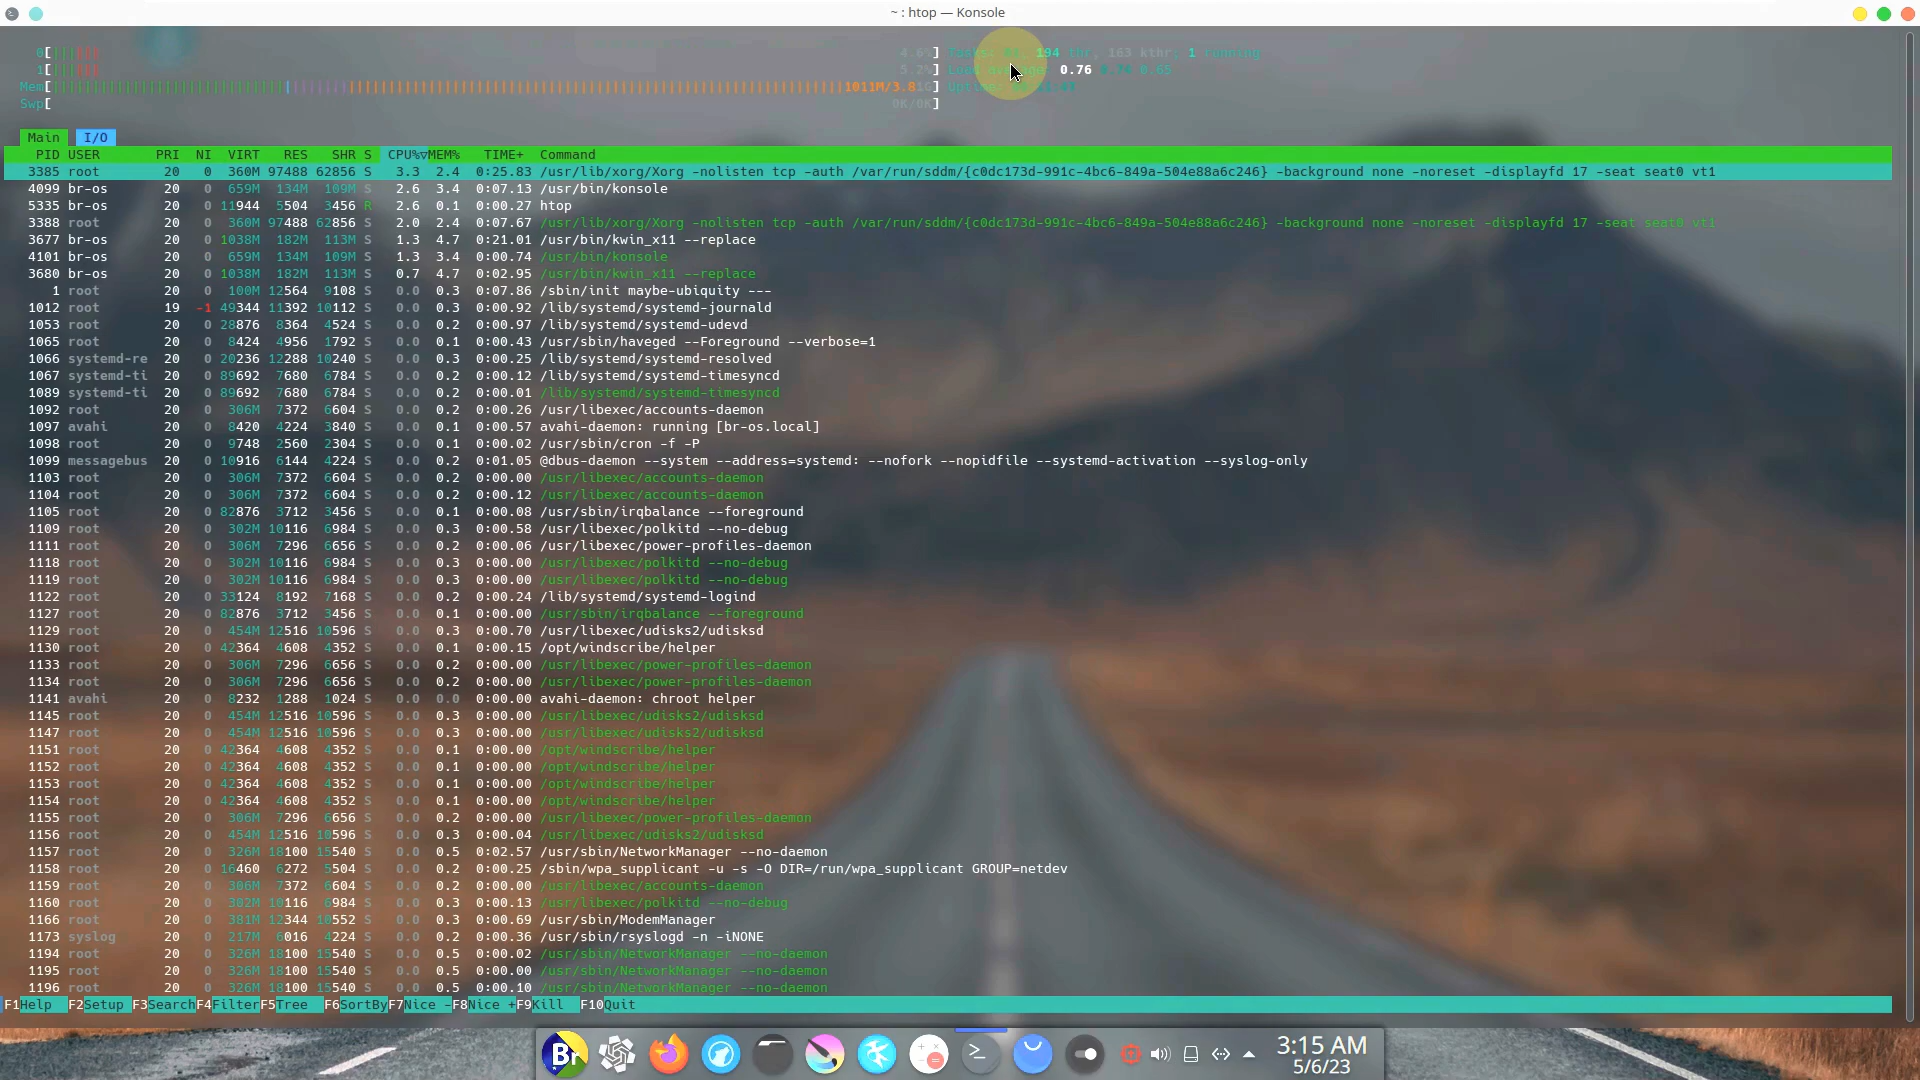 ~ : htop — Konsole
0[|||||| 4.6%] Tasks: 194 thr, 163 kthr; 1 running
1[|||||| 5.2%] Load average: 0.76 0.74 0.65
Mem[ 1011M/3.81G] Uptime:
Swp[ 0K/0K]
Main I/O
PID USER PRI NI VIRT RES SHR S CPU%▽MEM% TIME+ Command
3385 root 20 0 360M 97488 62856 S 3.3 2.4 0:25.83 /usr/lib/xorg/Xorg -nolisten tcp -auth /var/run/sddm/{c0dc173d-991c-4bc6-849a-504e88a6c246} -background none -noreset -displayfd 17 -seat seat0 vt1
4099 br-os 20 0 659M 134M 109M S 2.6 3.4 0:07.13 /usr/bin/konsole
5335 br-os 20 0 11944 5504 3456 R 2.6 0.1 0:00.27 htop
3388 root 20 0 360M 97488 62856 S 2.0 2.4 0:07.67 /usr/lib/xorg/Xorg -nolisten tcp -auth /var/run/sddm/{c0dc173d-991c-4bc6-849a-504e88a6c246} -background none -noreset -displayfd 17 -seat seat0 vt1
3677 br-os 20 0 1038M 182M 113M S 1.3 4.7 0:21.01 /usr/bin/kwin_x11 --replace
4101 br-os 20 0 659M 134M 109M S 1.3 3.4 0:00.74 /usr/bin/konsole
3680 br-os 20 0 1038M 182M 113M S 0.7 4.7 0:02.95 /usr/bin/kwin_x11 --replace
1 root 20 0 100M 12564 9108 S 0.0 0.3 0:07.86 /sbin/init maybe-ubiquity ---
1012 root 19 -1 49344 11392 10112 S 0.0 0.3 0:00.92 /lib/systemd/systemd-journald
1053 root 20 0 28876 8364 4524 S 0.0 0.2 0:00.97 /lib/systemd/systemd-udevd
1065 root 20 0 8424 4956 1792 S 0.0 0.1 0:00.43 /usr/sbin/haveged --Foreground --verbose=1
1066 systemd-re 20 0 20236 12288 10240 S 0.0 0.3 0:00.25 /lib/systemd/systemd-resolved
1067 systemd-ti 20 0 89692 7680 6784 S 0.0 0.2 0:00.12 /lib/systemd/systemd-timesyncd
1089 systemd-ti 20 0 89692 7680 6784 S 0.0 0.2 0:00.01 /lib/systemd/systemd-timesyncd
1092 root 20 0 306M 7372 6604 S 0.0 0.2 0:00.26 /usr/libexec/accounts-daemon
1097 avahi 20 0 8420 4224 3840 S 0.0 0.1 0:00.57 avahi-daemon: running [br-os.local]
1098 root 20 0 9748 2560 2304 S 0.0 0.1 0:00.02 /usr/sbin/cron -f -P
1099 messagebus 20 0 10916 6144 4224 S 0.0 0.2 0:01.05 @dbus-daemon --system --address=systemd: --nofork --nopidfile --systemd-activation --syslog-only
1103 root 20 0 306M 7372 6604 S 0.0 0.2 0:00.00 /usr/libexec/accounts-daemon
1104 root 20 0 306M 7372 6604 S 0.0 0.2 0:00.12 /usr/libexec/accounts-daemon
1105 root 20 0 82876 3712 3456 S 0.0 0.1 0:00.08 /usr/sbin/irqbalance --foreground
1109 root 20 0 302M 10116 6984 S 0.0 0.3 0:00.58 /usr/libexec/polkitd --no-debug
1111 root 20 0 306M 7296 6656 S 0.0 0.2 0:00.06 /usr/libexec/power-profiles-daemon
1118 root 20 0 302M 10116 6984 S 0.0 0.3 0:00.00 /usr/libexec/polkitd --no-debug
1119 root 20 0 302M 10116 6984 S 0.0 0.3 0:00.00 /usr/libexec/polkitd --no-debug
1122 root 20 0 33124 8192 7168 S 0.0 0.2 0:00.24 /lib/systemd/systemd-logind
1127 root 20 0 82876 3712 3456 S 0.0 0.1 0:00.00 /usr/sbin/irqbalance --foreground
1129 root 20 0 454M 12516 10596 S 0.0 0.3 0:00.70 /usr/libexec/udisks2/udisksd
1130 root 20 0 42364 4608 4352 S 0.0 0.1 0:00.15 /opt/windscribe/helper
1133 root 20 0 306M 7296 6656 S 0.0 0.2 0:00.00 /usr/libexec/power-profiles-daemon
1134 root 20 0 306M 7296 6656 S 0.0 0.2 0:00.00 /usr/libexec/power-profiles-daemon
1141 avahi 20 0 8232 1288 1024 S 0.0 0.0 0:00.00 avahi-daemon: chroot helper
1145 root 20 0 454M 12516 10596 S 0.0 0.3 0:00.00 /usr/libexec/udisks2/udisksd
1147 root 20 0 454M 12516 10596 S 0.0 0.3 0:00.00 /usr/libexec/udisks2/udisksd
1151 root 20 0 42364 4608 4352 S 0.0 0.1 0:00.00 /opt/windscribe/helper
1152 root 20 0 42364 4608 4352 S 0.0 0.1 0:00.00 /opt/windscribe/helper
1153 root 20 0 42364 4608 4352 S 0.0 0.1 0:00.00 /opt/windscribe/helper
1154 root 20 0 42364 4608 4352 S 0.0 0.1 0:00.00 /opt/windscribe/helper
1155 root 20 0 306M 7296 6656 S 0.0 0.2 0:00.00 /usr/libexec/power-profiles-daemon
1156 root 20 0 454M 12516 10596 S 0.0 0.3 0:00.04 /usr/libexec/udisks2/udisksd
1157 root 20 0 326M 18100 15540 S 0.0 0.5 0:02.57 /usr/sbin/NetworkManager --no-daemon
1158 root 20 0 16460 6272 5504 S 0.0 0.2 0:00.25 /sbin/wpa_supplicant -u -s -O DIR=/run/wpa_supplicant GROUP=netdev
1159 root 20 0 306M 7372 6604 S 0.0 0.2 0:00.00 /usr/libexec/accounts-daemon
1160 root 20 0 302M 10116 6984 S 0.0 0.3 0:00.13 /usr/libexec/polkitd --no-debug
1166 root 20 0 381M 12344 10552 S 0.0 0.3 0:00.69 /usr/sbin/ModemManager
1173 syslog 20 0 217M 6016 4224 S 0.0 0.2 0:00.36 /usr/sbin/rsyslogd -n -iNONE
1194 root 20 0 326M 18100 15540 S 0.0 0.5 0:00.02 /usr/sbin/NetworkManager --no-daemon
1195 root 20 0 326M 18100 15540 S 0.0 0.5 0:00.00 /usr/sbin/NetworkManager --no-daemon
1196 root 20 0 326M 18100 15540 S 0.0 0.5 0:00.10 /usr/sbin/NetworkManager --no-daemon
F1Help F2Setup F3SearchF4FilterF5Tree F6SortByF7Nice -F8Nice +F9Kill F10Quit
Br
3:15 AM
5/6/23